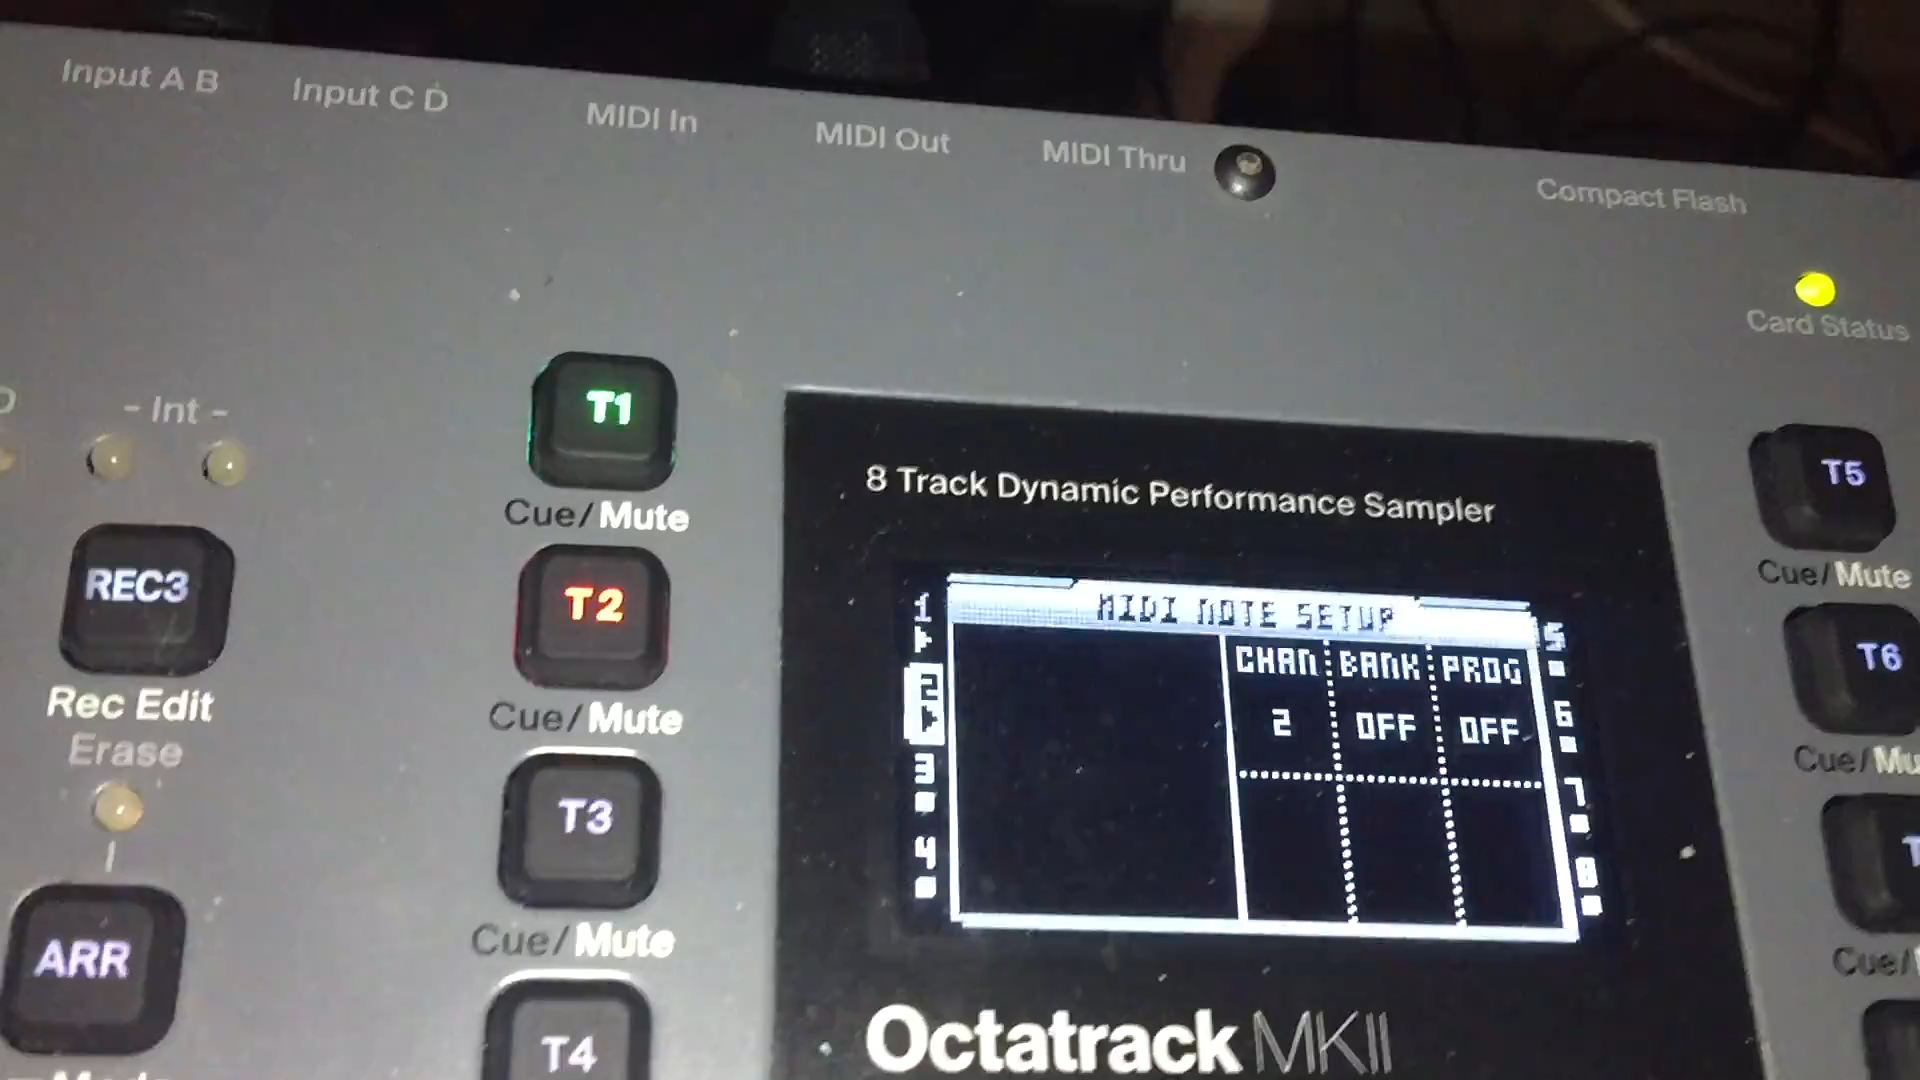 Input A B
Input C D
MIDI In
MIDI Out
MIDI Thru
Compact Flash
Card Status
- Int -
T1
Cue/Mute
T2
Cue/Mute
T3
Cue/Mute
T4
REC3
Rec Edit
Erase
ARR
8 Track Dynamic Performance Sampler
MIDI NOTE SETUP
CHAN BANK PROG
2 OFF OFF
1
2
3
4
5
6
7
8
Octatrack MKII
T5
Cue/Mute
T6